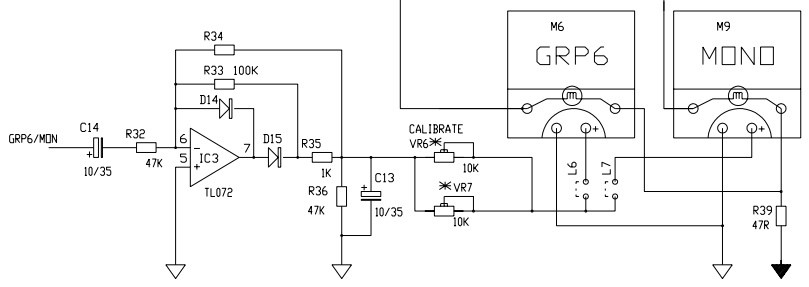 R34
R33 100K
D14
C14
GRP6/MON
R32
6
-
7
D15
R35
+
47K
5
+
IC3
10/35
TL072
1K
R36
47K
C13
+
10/35
CALIBRATE
VR6*
10K
* VR7
10K
M6
GRP6
+
M9
MONO
+
L6
L7
R39
47R